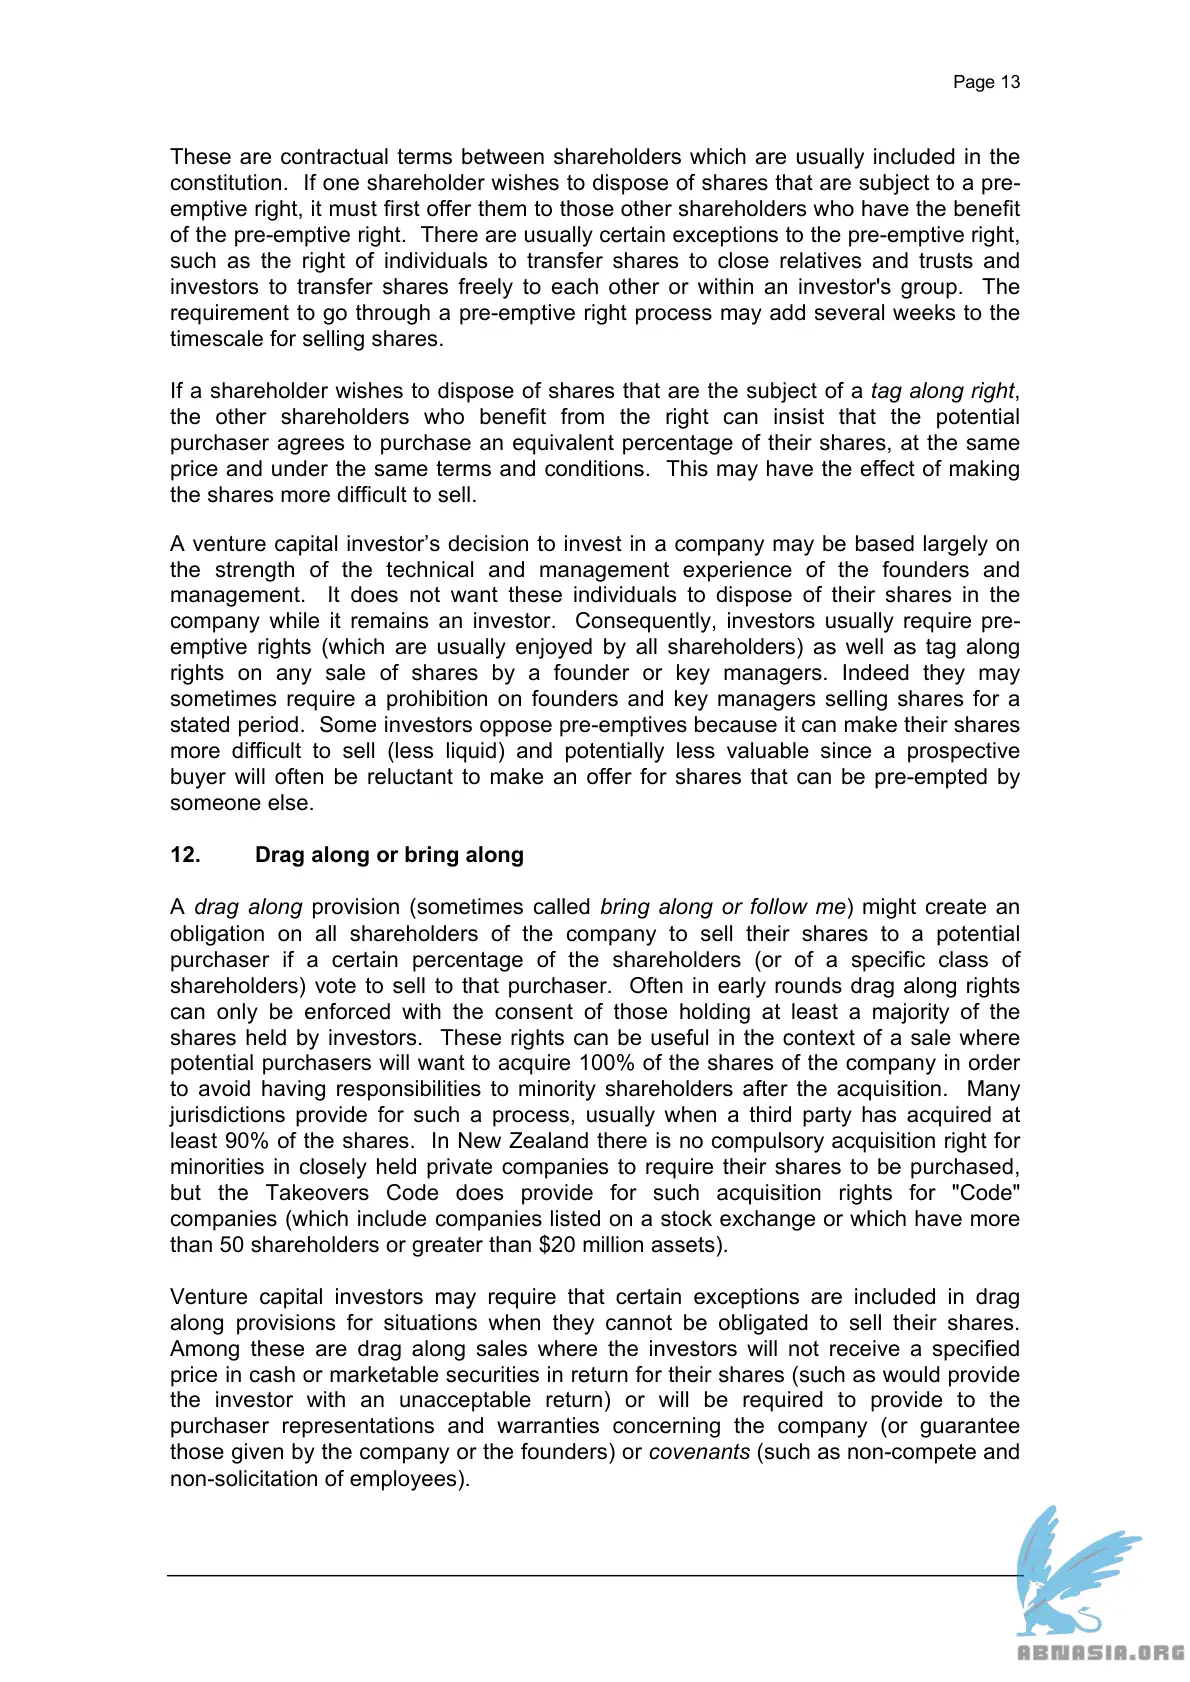 Page 13
These are contractual terms between shareholders which are usually included in the
constitution. If one shareholder wishes to dispose of shares that are subject to a pre-
emptive right, it must first offer them to those other shareholders who have the benefit
of the pre-emptive right. There are usually certain exceptions to the pre-emptive right,
such as the right of individuals to transfer shares to close relatives and trusts and
investors to transfer shares freely to each other or within an investor's group. The
requirement to go through a pre-emptive right process may add several weeks to the
timescale for selling shares.
If a shareholder wishes to dispose of shares that are the subject of a tag along right,
the other shareholders who benefit from the right can insist that the potential
purchaser agrees to purchase an equivalent percentage of their shares, at the same
price and under the same terms and conditions. This may have the effect of making
the shares more difficult to sell.
A venture capital investor’s decision to invest in a company may be based largely on
the strength of the technical and management experience of the founders and
management. It does not want these individuals to dispose of their shares in the
company while it remains an investor. Consequently, investors usually require pre-
emptive rights (which are usually enjoyed by all shareholders) as well as tag along
rights on any sale of shares by a founder or key managers. Indeed they may
sometimes require a prohibition on founders and key managers selling shares for a
stated period. Some investors oppose pre-emptives because it can make their shares
more difficult to sell (less liquid) and potentially less valuable since a prospective
buyer will often be reluctant to make an offer for shares that can be pre-empted by
someone else.
12. Drag along or bring along
A drag along provision (sometimes called bring along or follow me) might create an
obligation on all shareholders of the company to sell their shares to a potential
purchaser if a certain percentage of the shareholders (or of a specific class of
shareholders) vote to sell to that purchaser. Often in early rounds drag along rights
can only be enforced with the consent of those holding at least a majority of the
shares held by investors. These rights can be useful in the context of a sale where
potential purchasers will want to acquire 100% of the shares of the company in order
to avoid having responsibilities to minority shareholders after the acquisition. Many
jurisdictions provide for such a process, usually when a third party has acquired at
least 90% of the shares. In New Zealand there is no compulsory acquisition right for
minorities in closely held private companies to require their shares to be purchased,
but the Takeovers Code does provide for such acquisition rights for "Code"
companies (which include companies listed on a stock exchange or which have more
than 50 shareholders or greater than $20 million assets).
Venture capital investors may require that certain exceptions are included in drag
along provisions for situations when they cannot be obligated to sell their shares.
Among these are drag along sales where the investors will not receive a specified
price in cash or marketable securities in return for their shares (such as would provide
the investor with an unacceptable return) or will be required to provide to the
purchaser representations and warranties concerning the company (or guarantee
those given by the company or the founders) or covenants (such as non-compete and
non-solicitation of employees).
ABNASIA.ORG